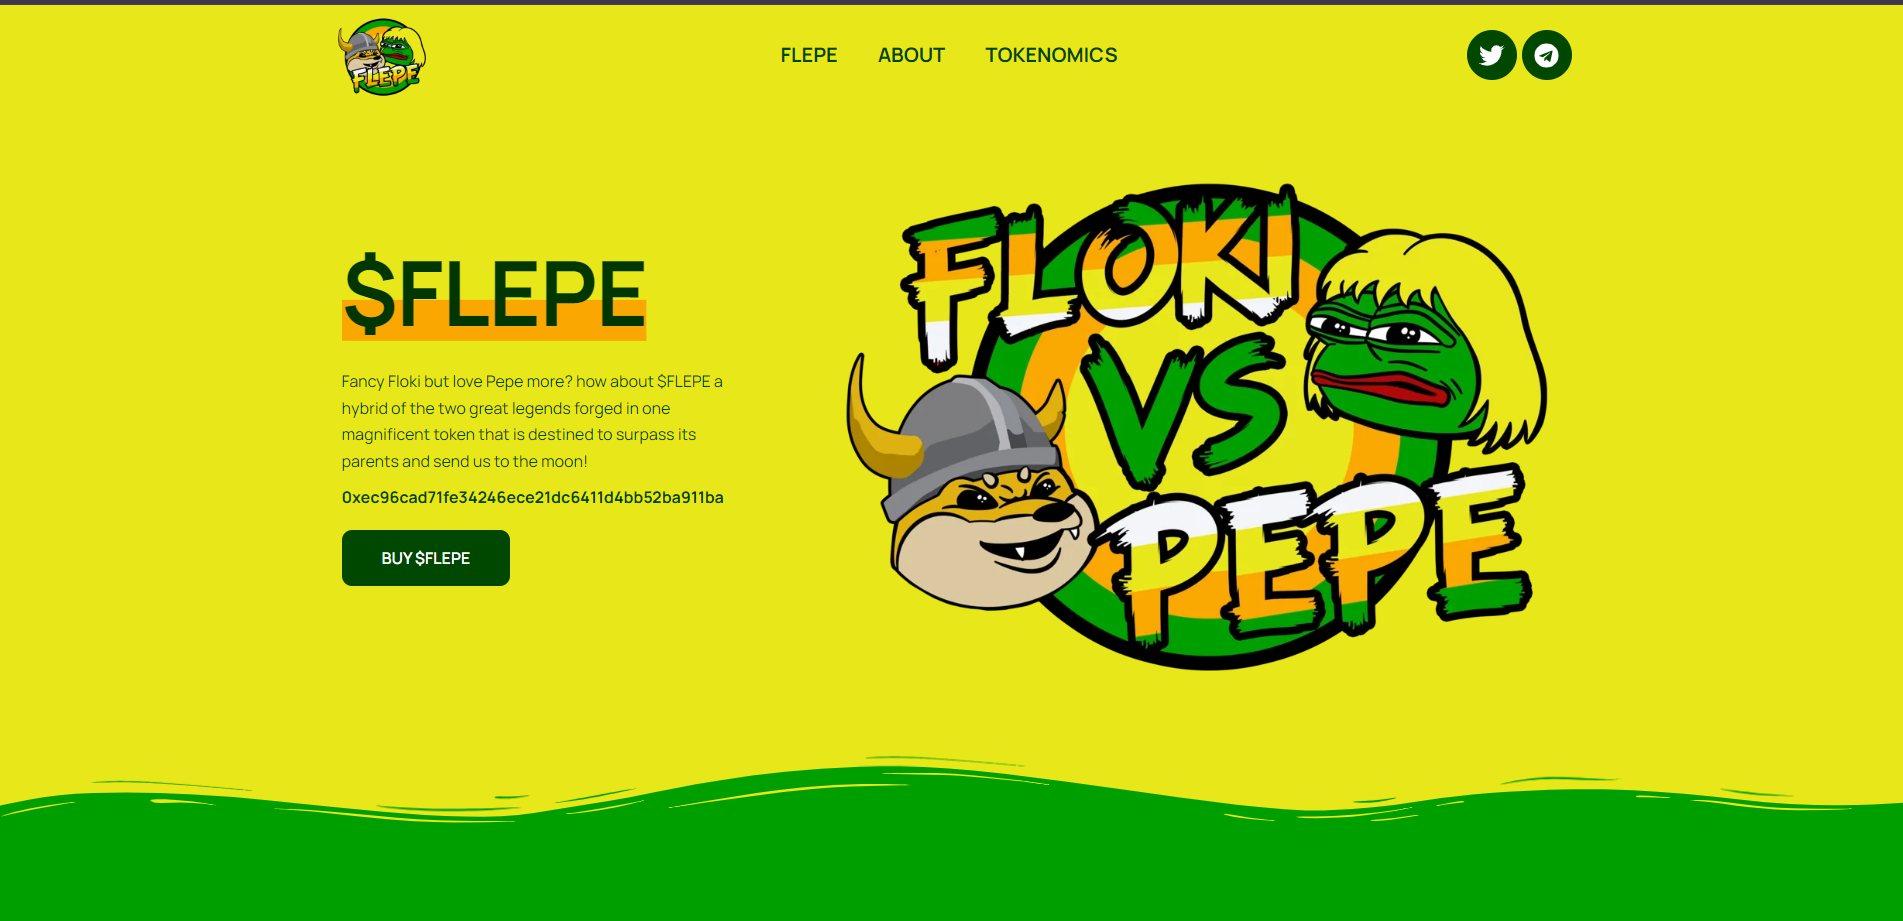 FLEPE
FLEPE ABOUT TOKENOMICS
$FLEPE
Fancy Floki but love Pepe more? how about $FLEPE a
hybrid of the two great legends forged in one
magnificent token that is destined to surpass its
parents and send us to the moon!
0xec96cad71fe34246ece21dc6411d4bb52ba911ba
BUY $FLEPE
FLOKI
VS
PEPE